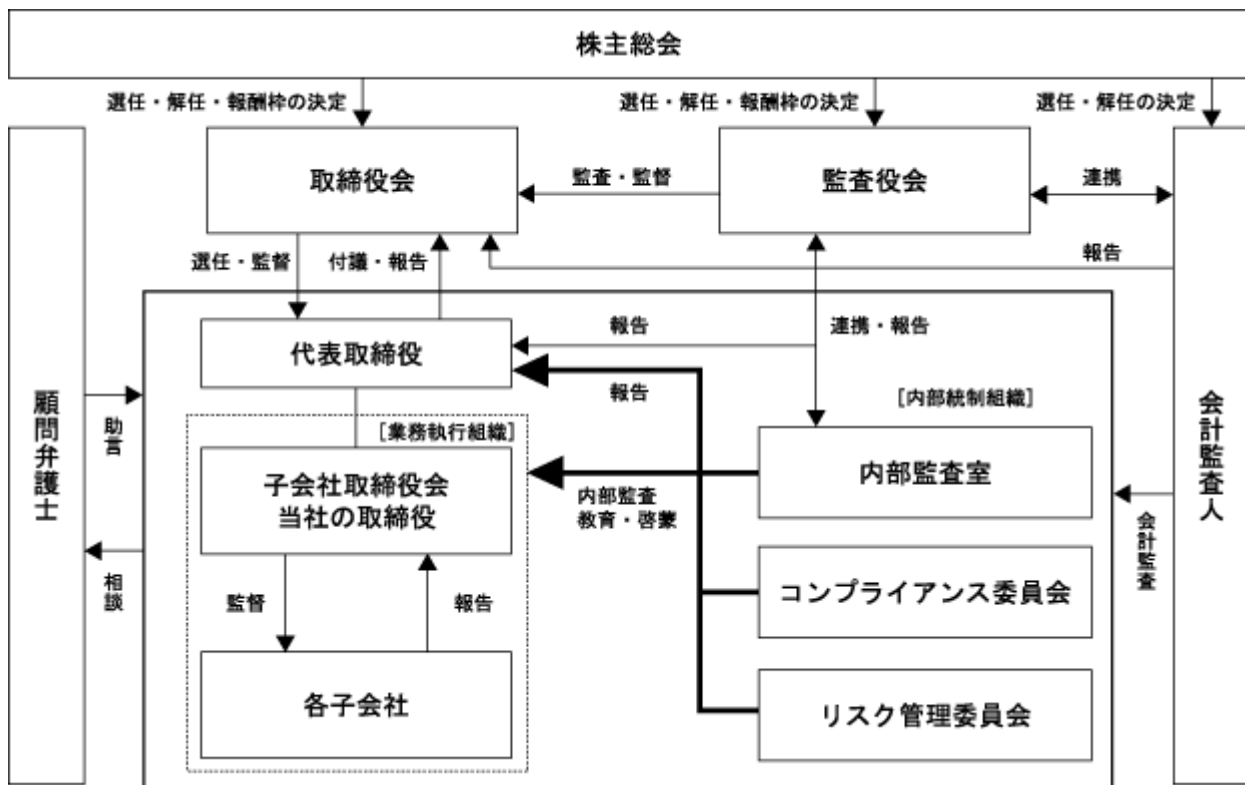 株主総会
選任・解任・報酬枠の決定
選任・解任・報酬枠の決定
選任・解任の決定
取締役会
監査・監督
監査役会
連携
選任・監督
付議・報告
報告
代表取締役
報告
連携・報告
報告
[内部統制組織]
顧問弁護士
助言
相談
[業務執行組織]
子会社取締役会
当社の取締役
内部監査
教育・啓蒙
内部監査室
会計監査人
会計監査
監督
報告
コンプライアンス委員会
各子会社
リスク管理委員会